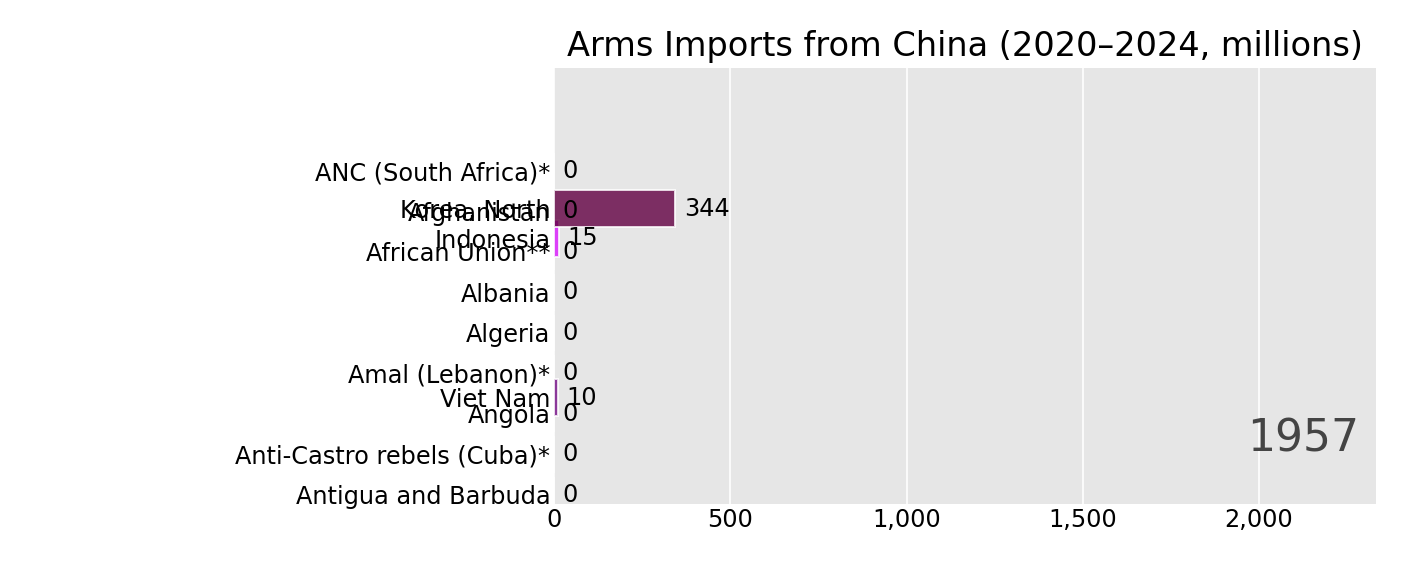 Arms Imports from China (2020–2024, millions)
ANC (South Africa)* 0
Korea, North 344
Afghanistan 0
Indonesia 15
African Union** 0
Albania 0
Algeria 0
Amal (Lebanon)* 0
Viet Nam 10
Angola 0
1957
Anti-Castro rebels (Cuba)* 0
Antigua and Barbuda 0
0 500 1,000 1,500 2,000